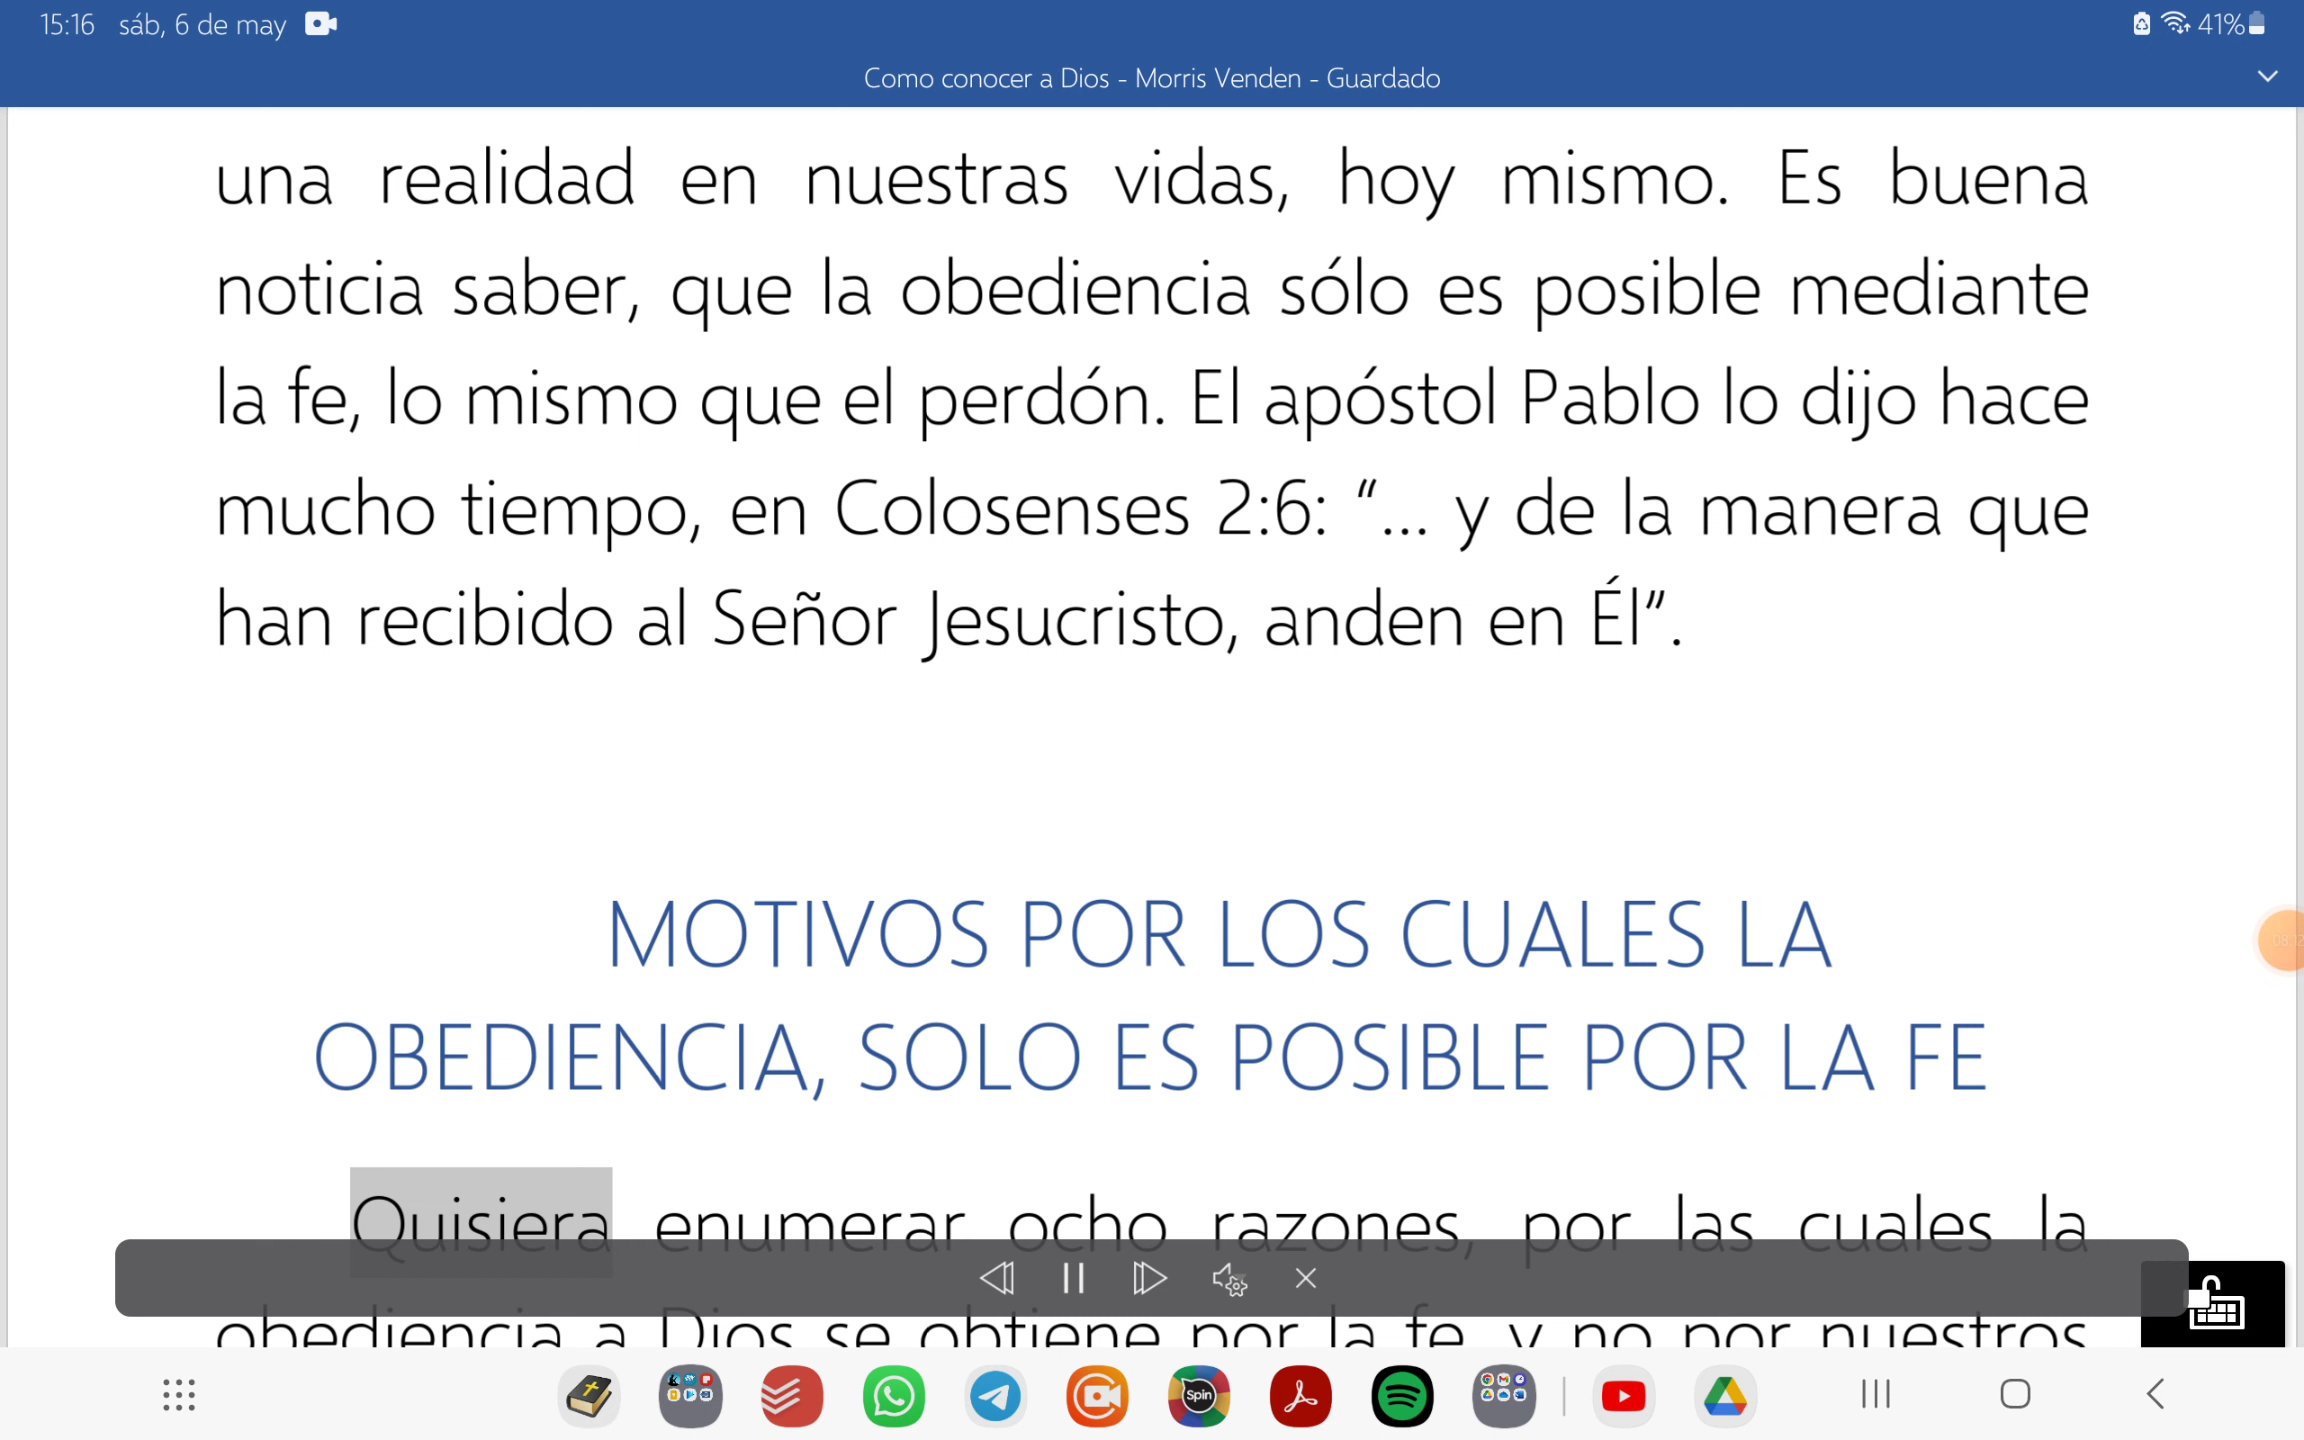 15:16 sáb, 6 de may 41%
Como conocer a Dios - Morris Venden - Guardado
una realidad en nuestras vidas, hoy mismo. Es buena
noticia saber, que la obediencia sólo es posible mediante
la fe, lo mismo que el perdón. El apóstol Pablo lo dijo hace
mucho tiempo, en Colosenses 2:6: “... y de la manera que
han recibido al Señor Jesucristo, anden en Él”.
MOTIVOS POR LOS CUALES LA
OBEDIENCIA, SOLO ES POSIBLE POR LA FE
Quisiera enumerar ocho razones, por las cuales la
obediencia a Dios se obtiene por la fe, y no por nuestros
Spin